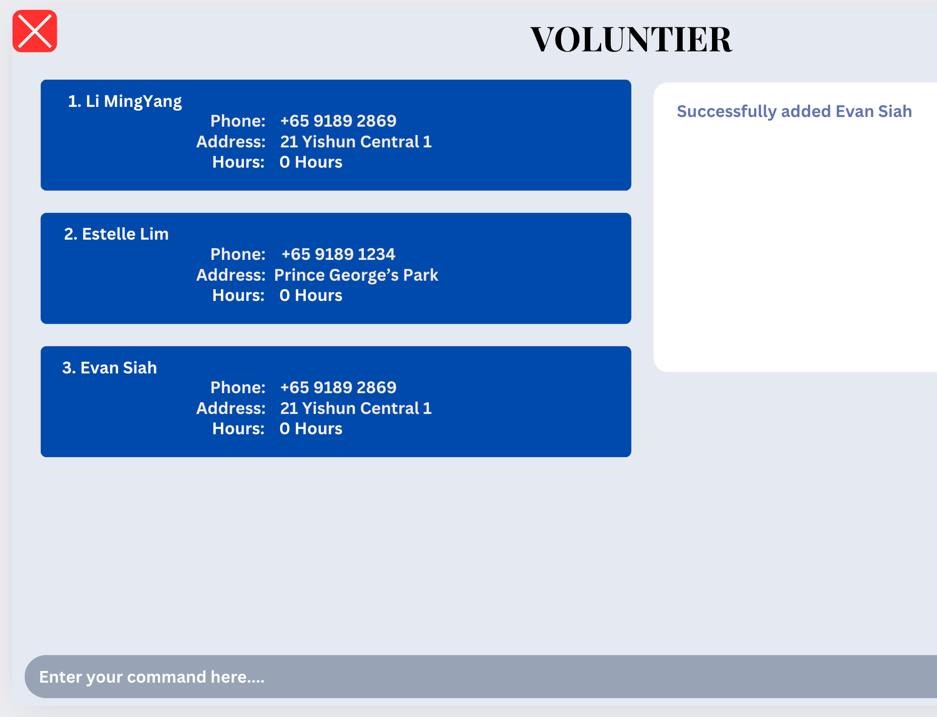 VOLUNTIER
1. Li MingYang
Phone: +65 9189 2869
Address: 21 Yishun Central 1
Hours: 0 Hours
2. Estelle Lim
Phone: +65 9189 1234
Address: Prince George’s Park
Hours: 0 Hours
3. Evan Siah
Phone: +65 9189 2869
Address: 21 Yishun Central 1
Hours: 0 Hours
Successfully added Evan Siah
Enter your command here....